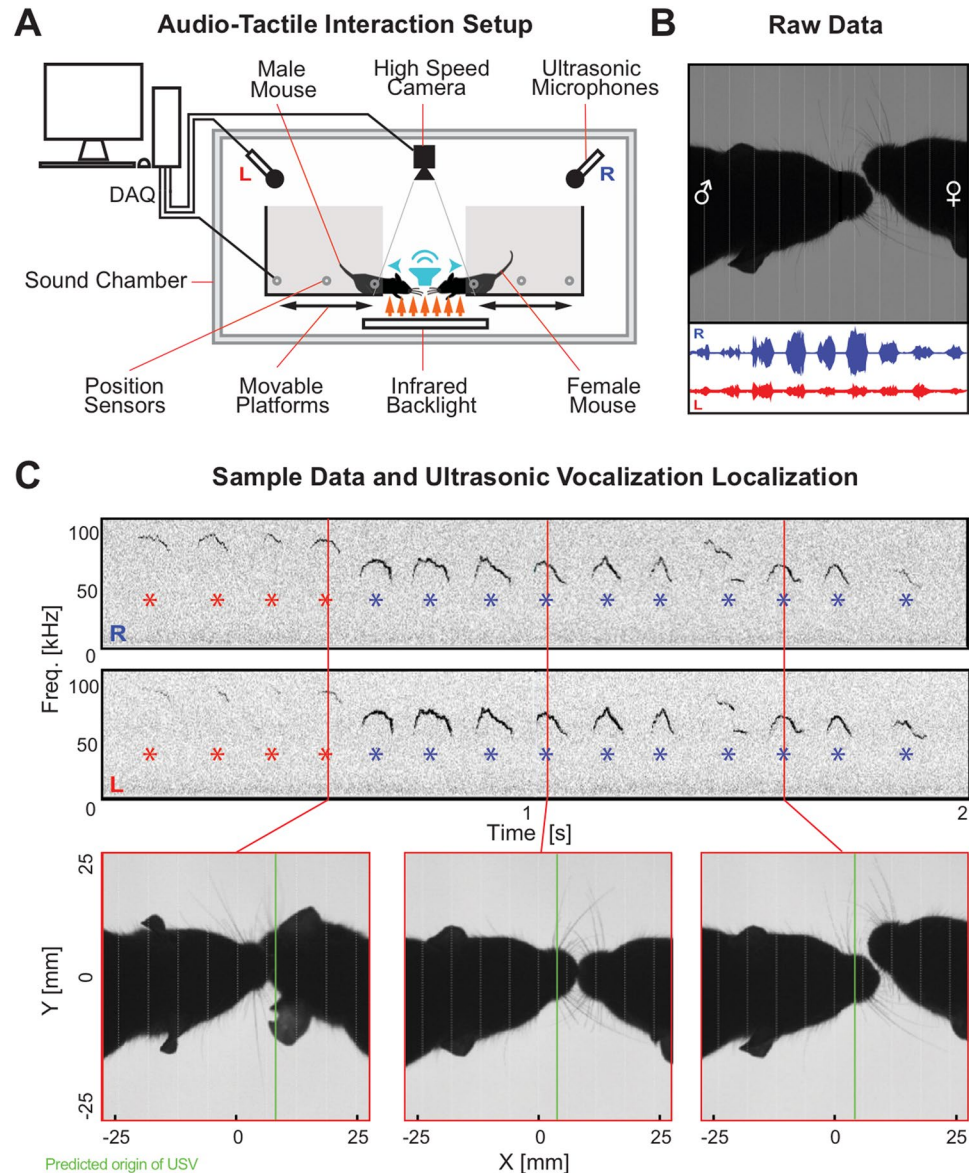 A
Audio-Tactile Interaction Setup
Male
Mouse
High Speed
Camera
Ultrasonic
Microphones
L
R
DAQ
Sound Chamber
Position
Sensors
Movable
Platforms
Infrared
Backlight
Female
Mouse
B
Raw Data
♂
♀
R
L
C
Sample Data and Ultrasonic Vocalization Localization
Freq. [kHz]
100
50
0
* * * * * * * * * * * * * *
R
100
50
0
* * * * * * * * * * * * * *
L
1
2
Time [s]
Y [mm]
25
0
-25
-25 0 25
-25 0 25
-25 0 25
X [mm]
Predicted origin of USV